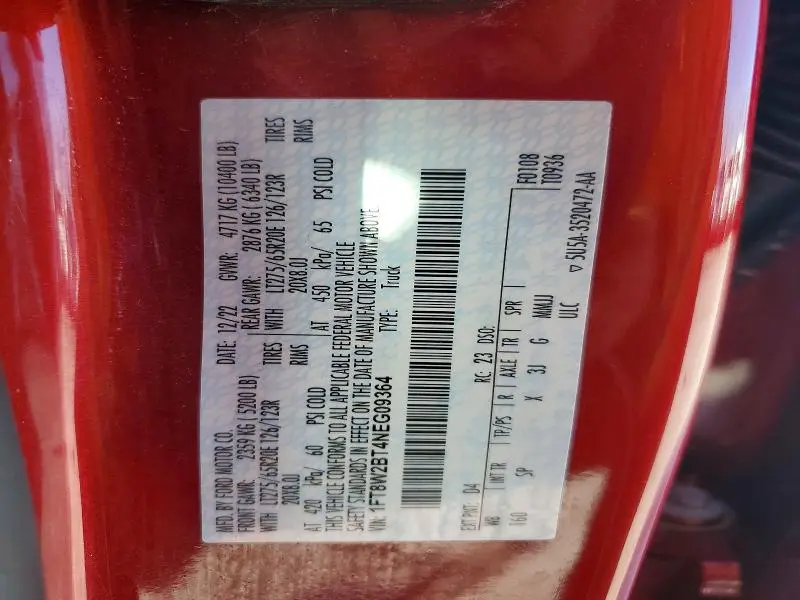 MFD. BY FORD MOTOR CO. DATE: 12/22 GVWR: 4717 KG (10400 LB)
FRONT GAWR: 2359 KG ( 5200 LB) REAR GAWR: 2876 KG ( 6340 LB)
WITH LT275/65R20E 126/123R TIRES WITH LT275/65R20E 126/123R TIRES
20X8.0J RIMS 20X8.0J RIMS
AT 420 kPa/ 60 PSI COLD AT 450 kPa/ 65 PSI COLD
THIS VEHICLE CONFORMS TO ALL APPLICABLE FEDERAL MOTOR VEHICLE
SAFETY STANDARDS IN EFFECT ON THE DATE OF MANUFACTURE SHOWN ABOVE.
VIN: 1FT8W2BT4NEG09364 TYPE: Truck
EXT PNT: D4 RC: 23 DSO: F0108
WB INT TR TP/PS R AXLE TR SPR T0936
160 SP X 3J G MMMJ
ULC
▽ 5U5A-3520472-AA